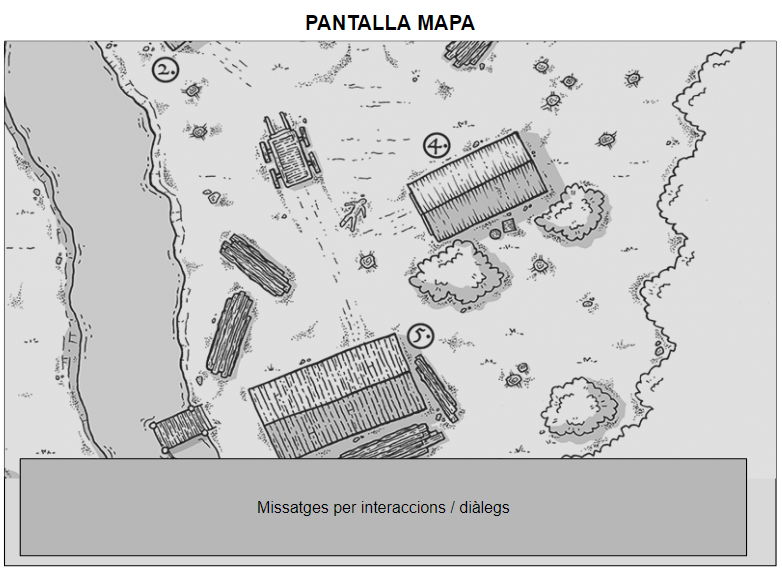 PANTALLA MAPA
2.
4.
5.
Missatges per interaccions / diàlegs